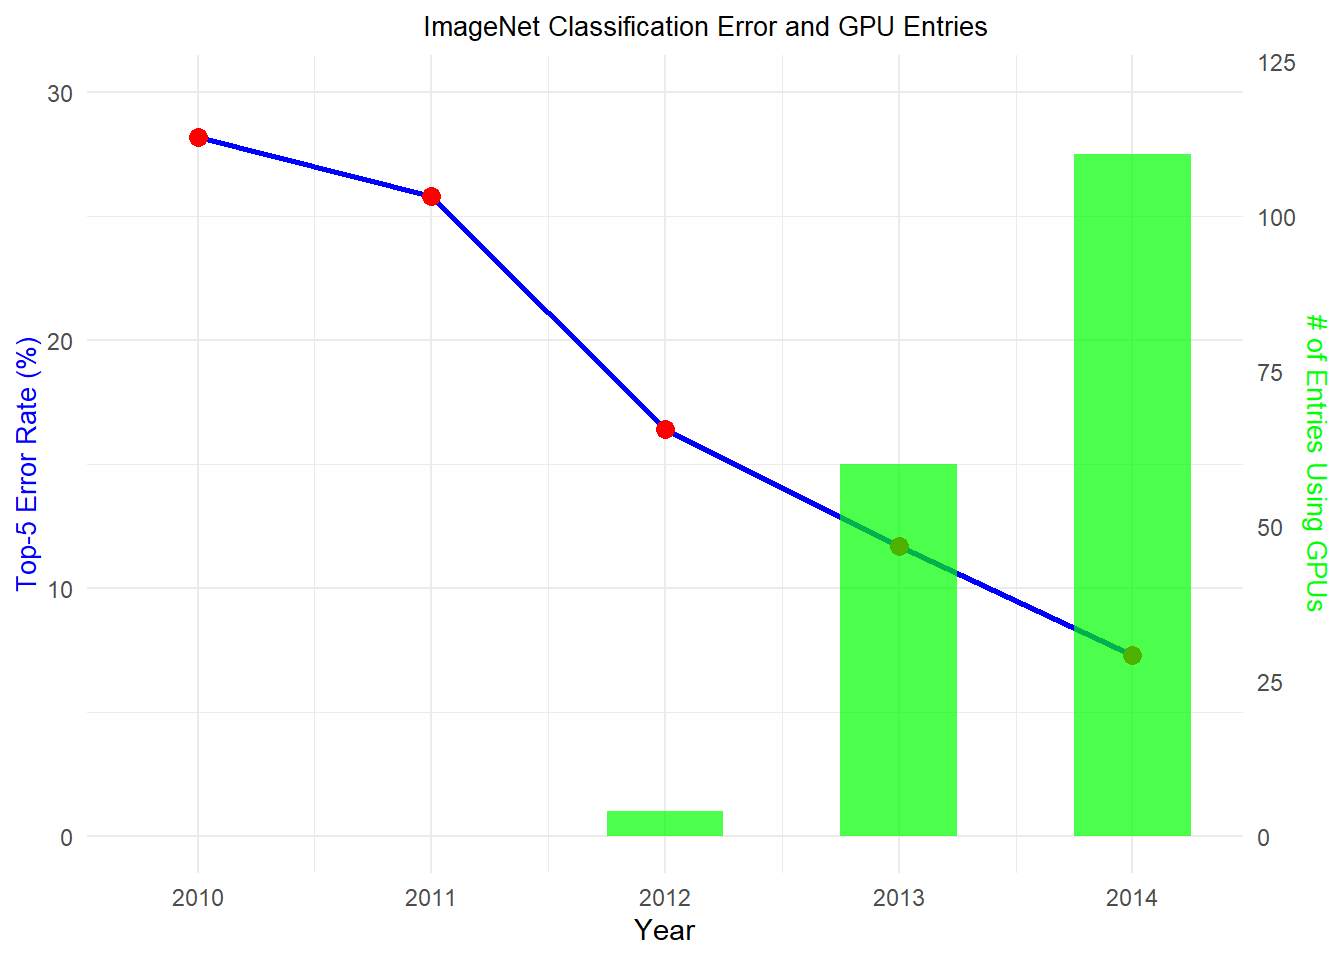 ImageNet Classification Error and GPU Entries
30
20
10
0
Top-5 Error Rate (%)
125
100
75
50
25
0
# of Entries Using GPUs
2010 2011 2012 2013 2014
Year